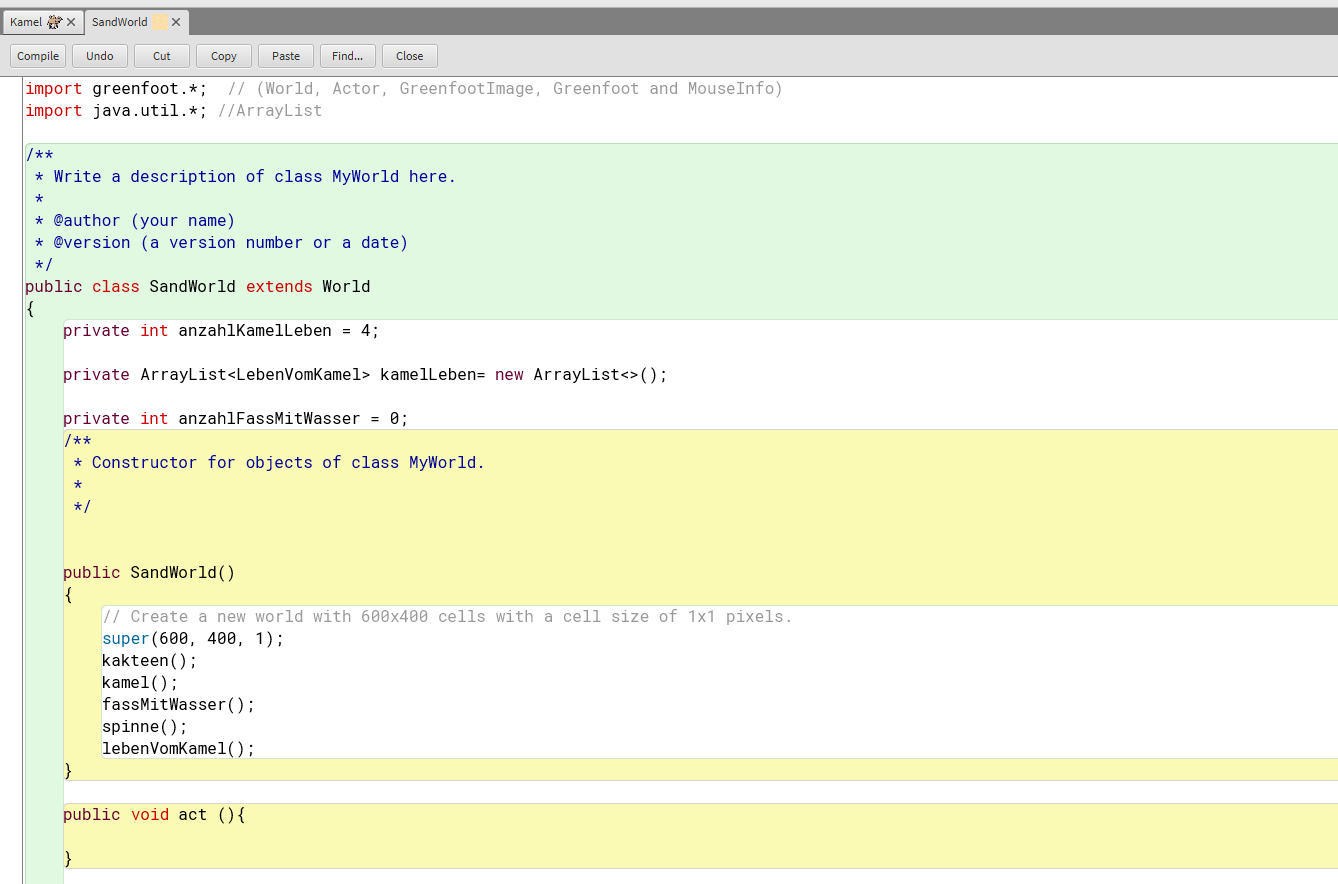 Kamel
SandWorld
Compile Undo Cut Copy Paste Find... Close
import greenfoot.*;  // (World, Actor, GreenfootImage, Greenfoot and MouseInfo)
import java.util.*; //ArrayList
/**
 * Write a description of class MyWorld here.
 *
 * @author (your name)
 * @version (a version number or a date)
 */
public class SandWorld extends World
{
    private int anzahlKamelLeben = 4;
    private ArrayList<LebenVomKamel> kamelLeben= new ArrayList<>();
    private int anzahlFassMitWasser = 0;
    /**
     * Constructor for objects of class MyWorld.
     *
     */
    public SandWorld()
    {
        // Create a new world with 600x400 cells with a cell size of 1x1 pixels.
        super(600, 400, 1);
        kakteen();
        kamel();
        fassMitWasser();
        spinne();
        lebenVomKamel();
    }
    public void act (){
    }